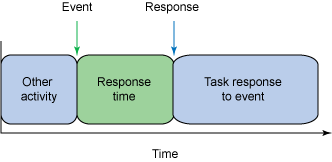 Event
Response
Other
activity
Response
time
Task response
to event
Time